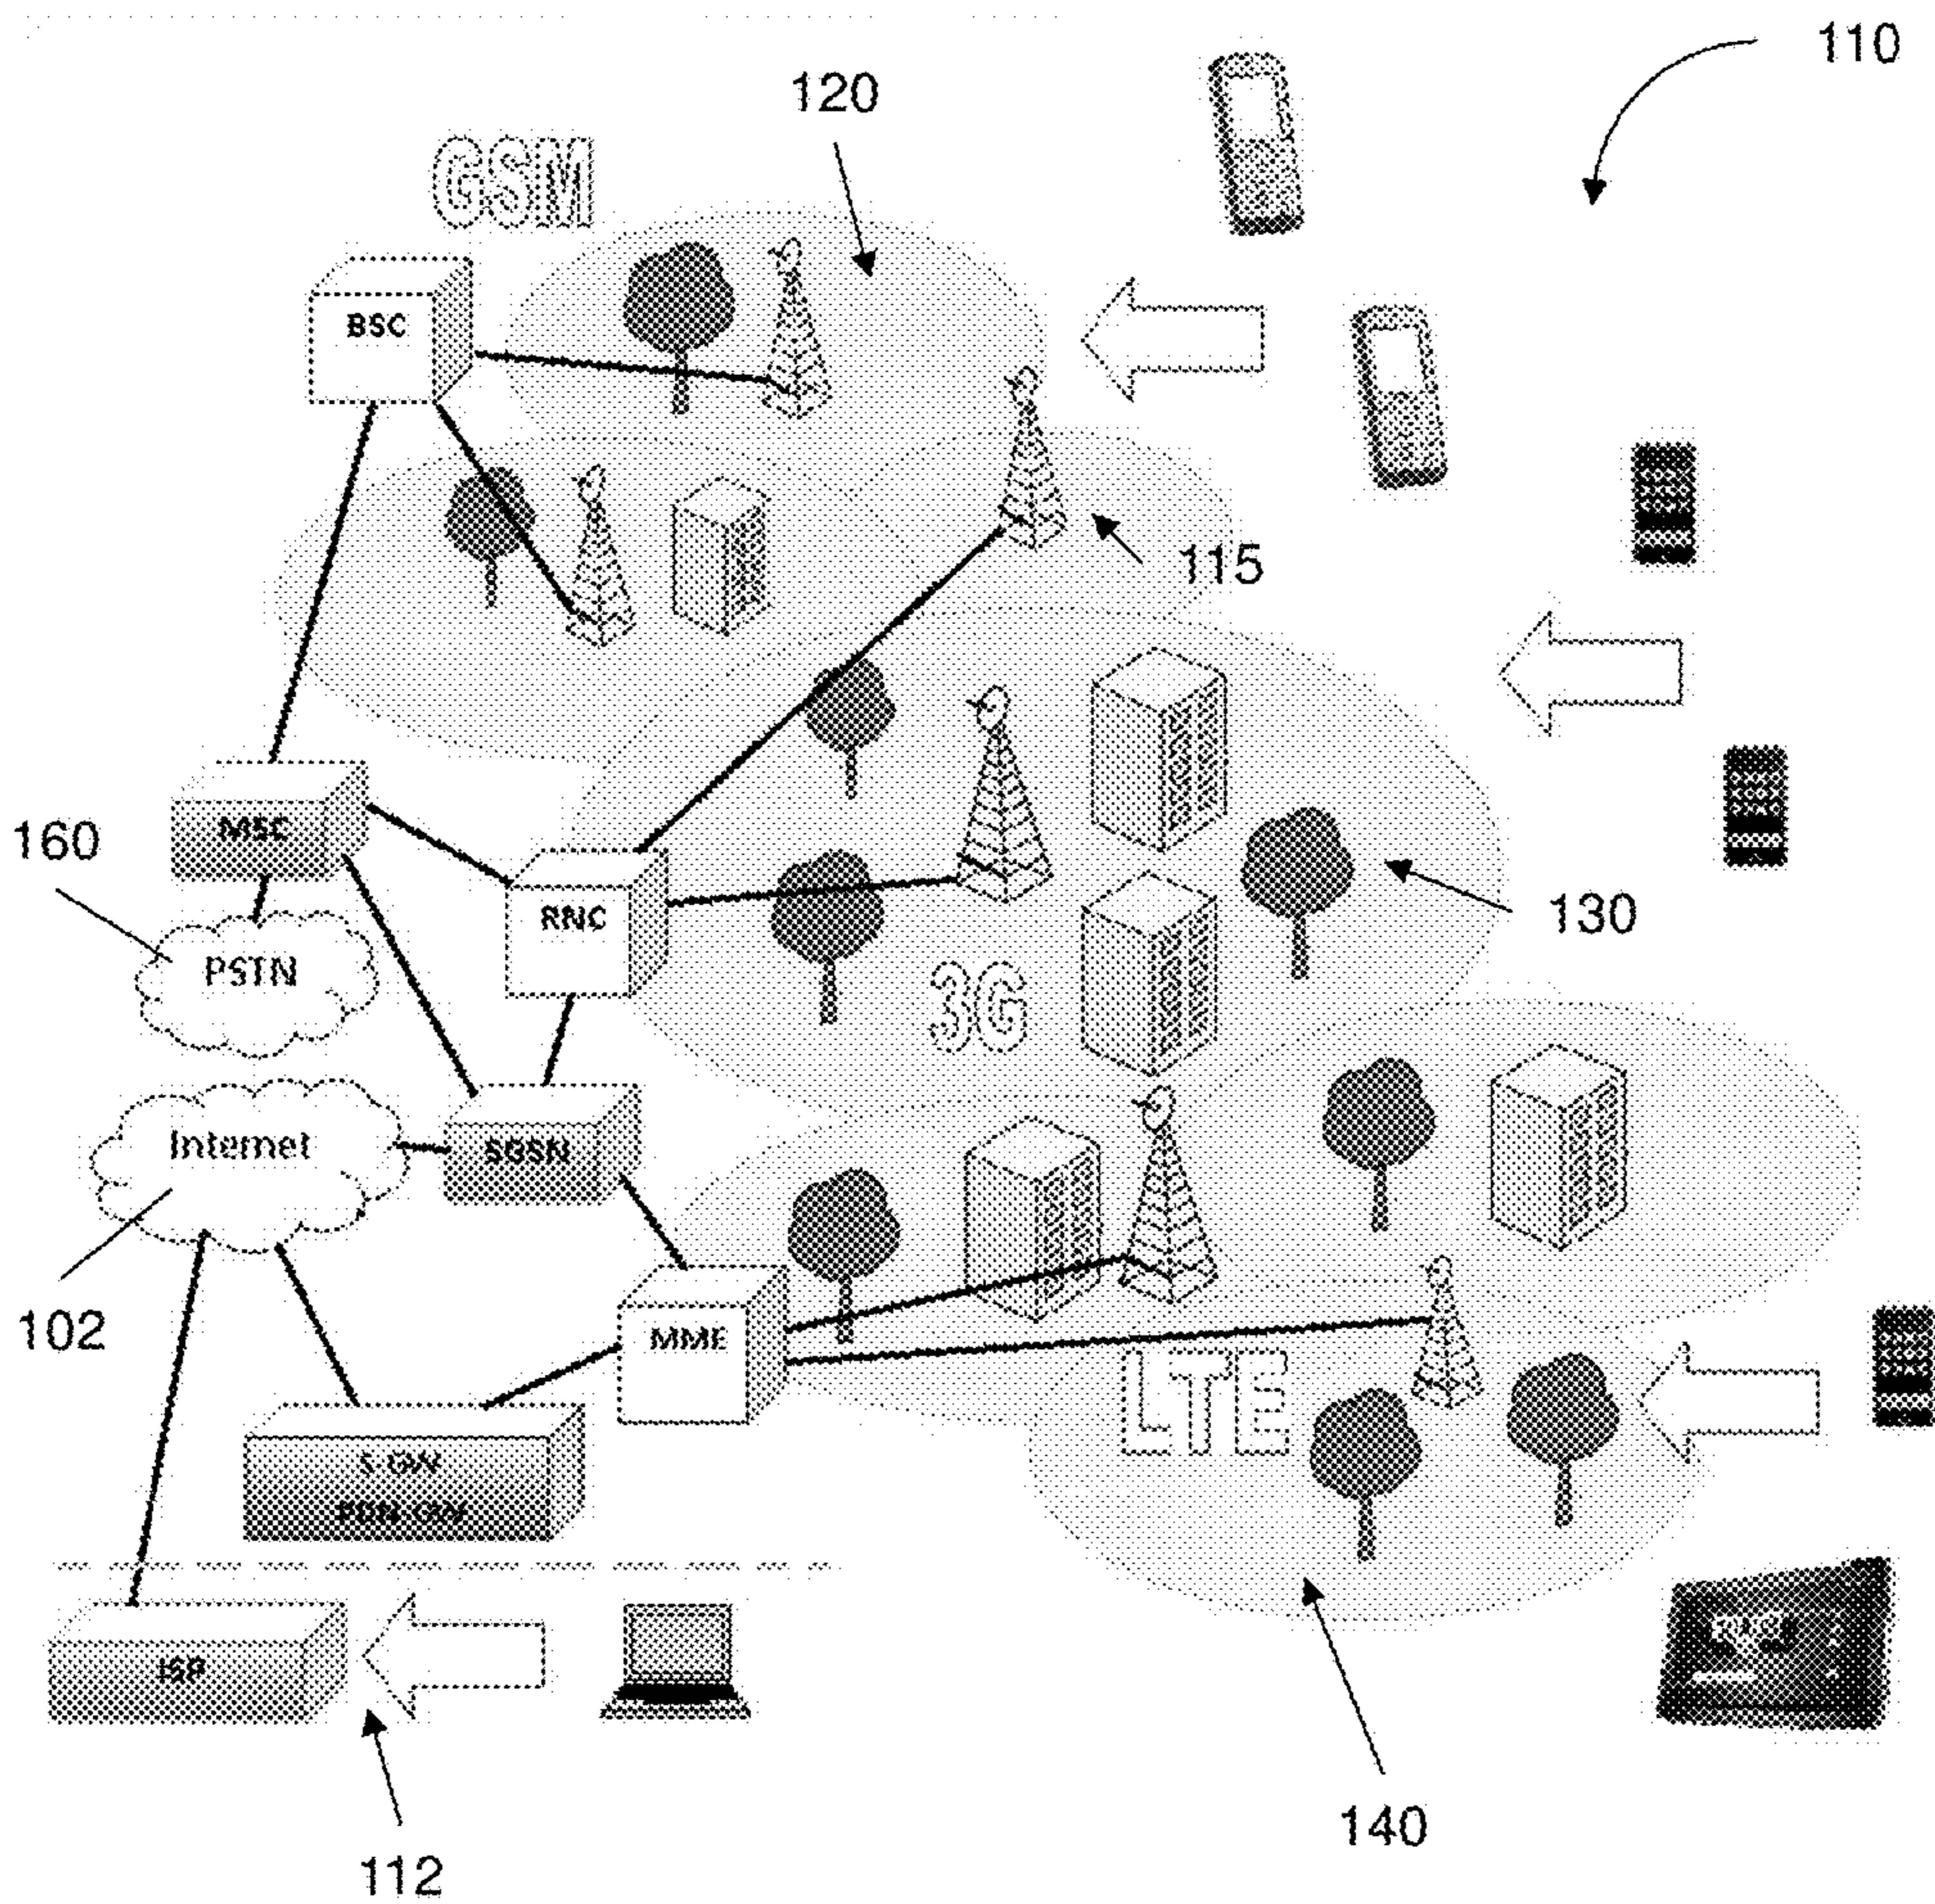 110
120
GSM
BSC
115
MSC
160
RNC
130
PSTN
3G
Internet
SGSN
102
MME
LTE
S-GW
PDN-GW
ISP
140
112